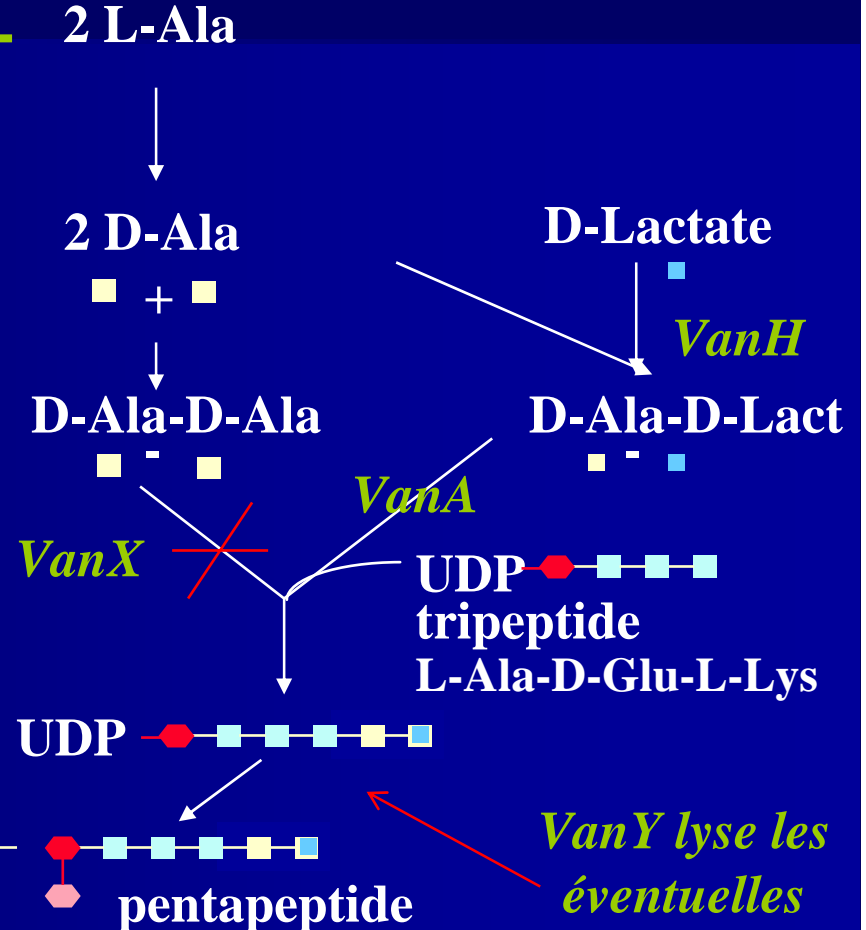 2 L-Ala
2 D-Ala
D-Lactate
+
VanH
D-Ala-D-Ala
D-Ala-D-Lact
-
-
VanA
VanX
UDP
tripeptide
L-Ala-D-Glu-L-Lys
UDP
VanY lyse les
éventuelles
pentapeptide